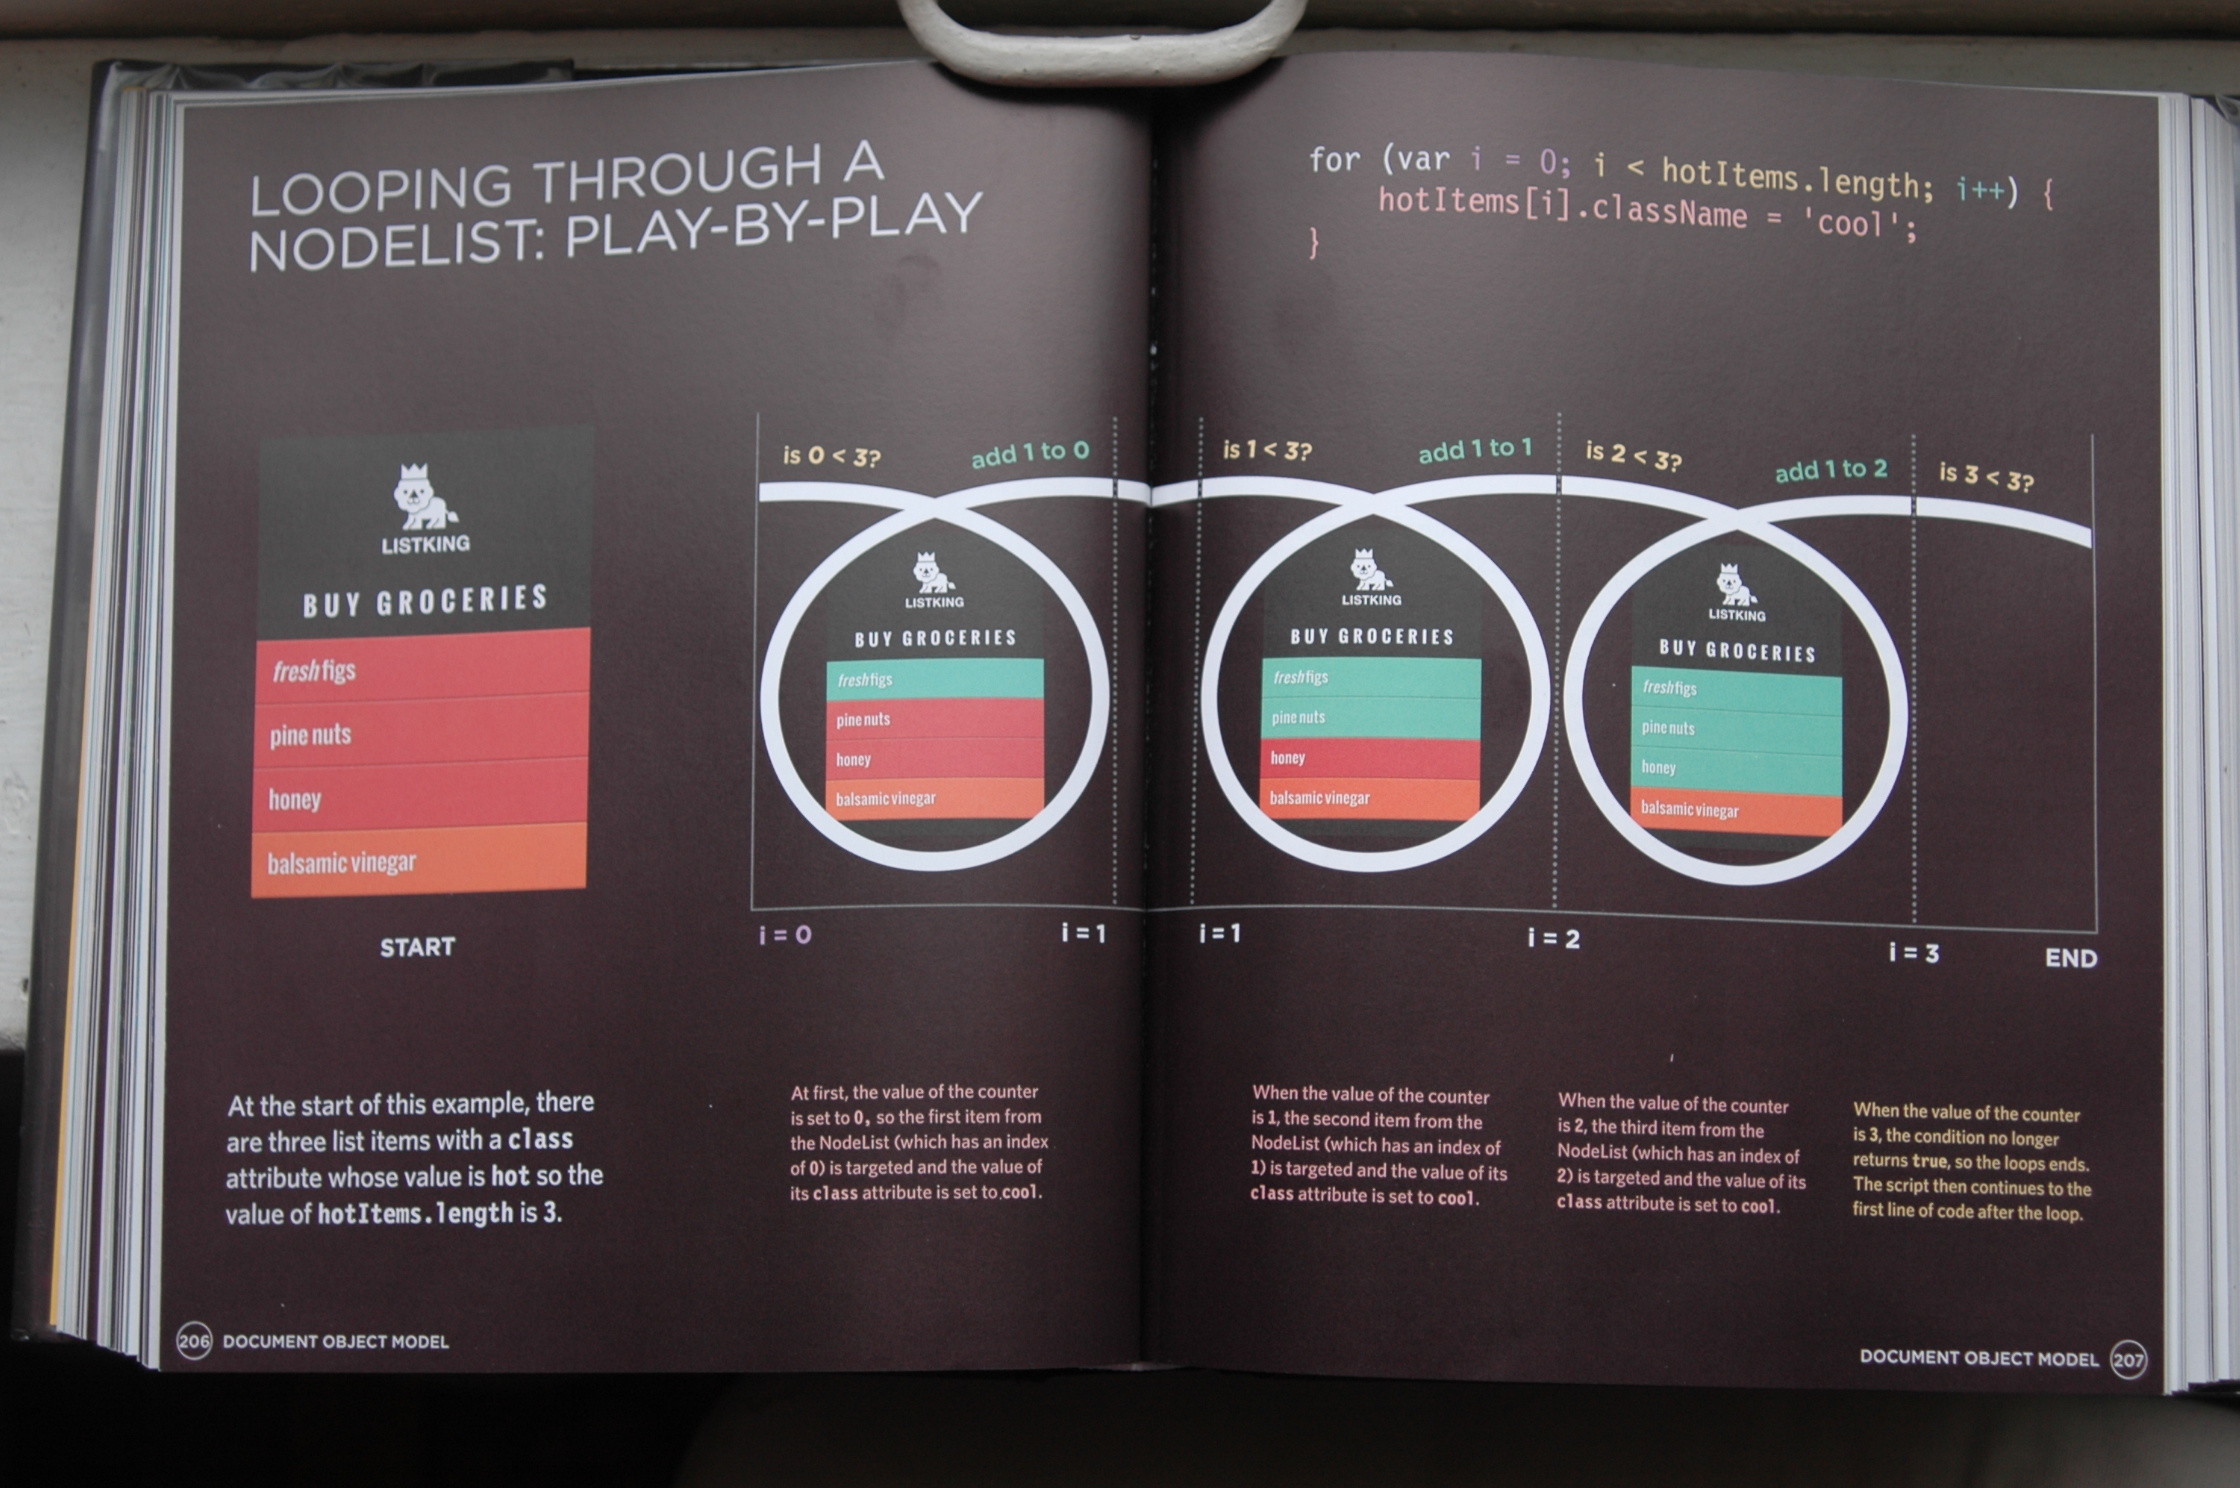 LOOPING THROUGH A
NODELIST: PLAY-BY-PLAY
LISTKING
BUY GROCERIES
fresh figs
pine nuts
honey
balsamic vinegar
START
is 0 < 3?
add 1 to 0
LISTKING
BUY GROCERIES
fresh figs
pine nuts
honey
balsamic vinegar
i = 0
i = 1
At the start of this example, there
are three list items with a class
attribute whose value is hot so the
value of hotItems.length is 3.
At first, the value of the counter
is set to 0, so the first item from
the NodeList (which has an index
of 0) is targeted and the value of
its class attribute is set to cool.
206 DOCUMENT OBJECT MODEL
for (var i = 0; i < hotItems.length; i++) {
hotItems[i].className = 'cool';
}
is 1 < 3?
add 1 to 1
is 2 < 3?
add 1 to 2
is 3 < 3?
LISTKING
BUY GROCERIES
fresh figs
pine nuts
honey
balsamic vinegar
LISTKING
BUY GROCERIES
fresh figs
pine nuts
honey
balsamic vinegar
i = 1
i = 2
i = 3
END
When the value of the counter
is 1, the second item from the
NodeList (which has an index of
1) is targeted and the value of its
class attribute is set to cool.
When the value of the counter
is 2, the third item from the
NodeList (which has an index of
2) is targeted and the value of its
class attribute is set to cool.
When the value of the counter
is 3, the condition no longer
returns true, so the loops ends.
The script then continues to the
first line of code after the loop.
DOCUMENT OBJECT MODEL 207